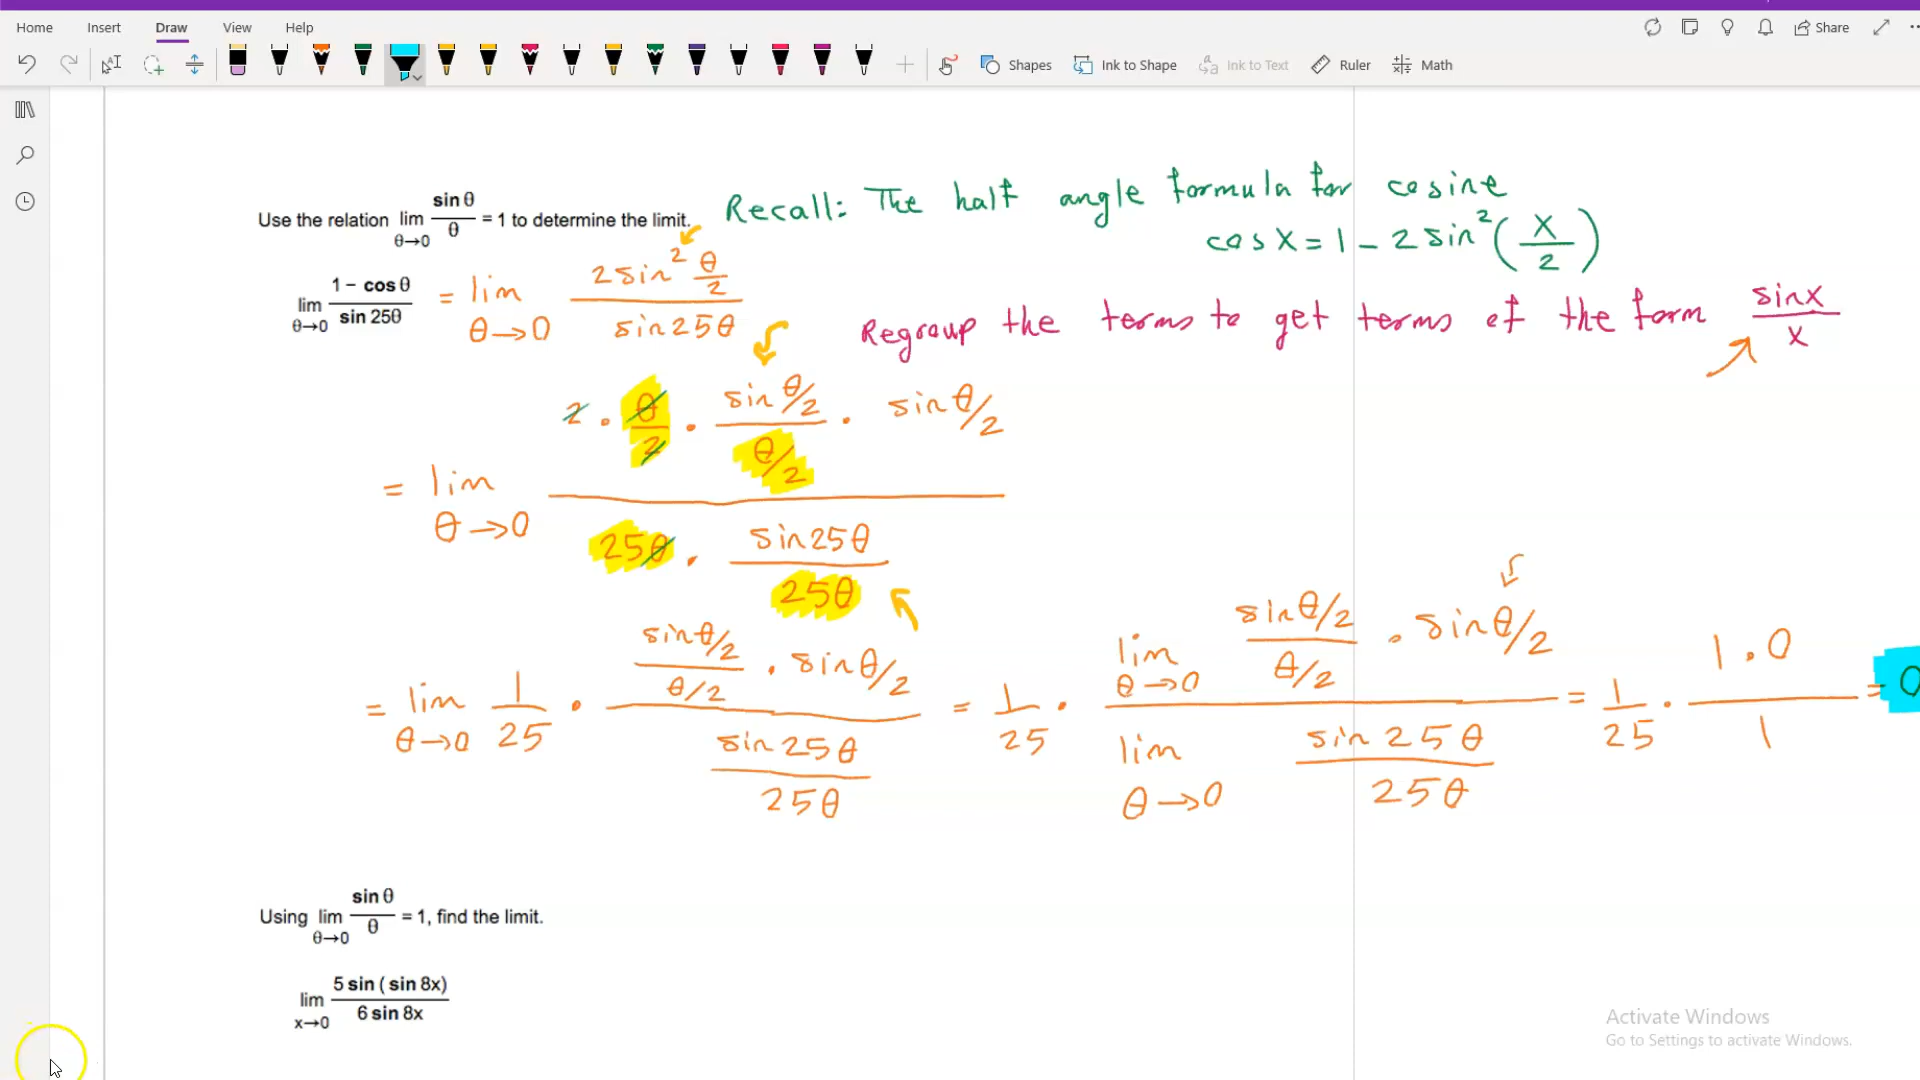 Home Insert Draw View Help Share
Shapes Ink to Shape Ink to Text Ruler Math
Recall: The half angle formula for cosine
cos x = 1 - 2 sin² (x/2)
Use the relation lim θ→0 sin θ/θ = 1 to determine the limit.
lim θ→0 1 - cos θ/sin 25θ = lim θ→0 2 sin² θ/2 / sin 25θ
Regroup the terms to get terms of the form sin x/x
= lim θ→0 2 · θ/2 · sin θ/2 / θ/2 · sin θ/2
25θ · sin 25θ / 25θ
= lim θ→0 1/25 · sin θ/2 / θ/2 · sin θ/2 / sin 25θ / 25θ = 1/25 · lim θ→0 sin θ/2 / θ/2 · sin θ/2 / lim θ→0 sin 25θ / 25θ = 1/25 · 1 · 0 / 1 = 0
Using lim θ→0 sin θ/θ = 1, find the limit.
lim x→0 5 sin ( sin 8x) / 6 sin 8x
Activate Windows
Go to Settings to activate Windows.